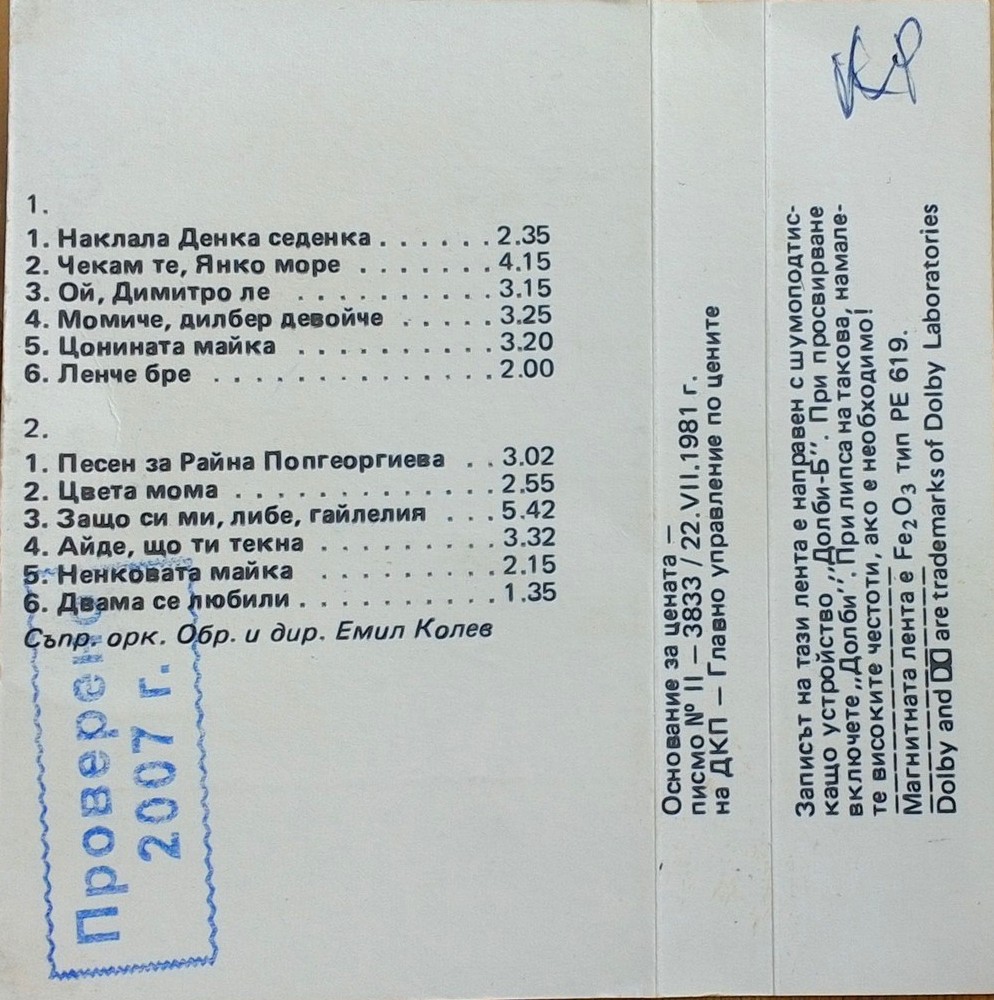 1.
1. Наклала Денка седенка . . . . . . 2.35
2. Чекам те, Янко море . . . . . . . 4.15
3. Ой, Димитро ле . . . . . . . . . . 3.15
4. Момиче, дилбер девойче . . . . . 3.25
5. Цонината майка . . . . . . . . . . 3.20
6. Ленче бре . . . . . . . . . . . . . . 2.00
2.
1. Песен за Райна Попгеоргиева . . 3.02
2. Цвета мома . . . . . . . . . . . . . 2.55
3. Защо си ми, либе, гайлелия . . . 5.42
4. Айде, що ти текна . . . . . . . . . 3.32
5. Ненковата майка . . . . . . . . . 2.15
6. Двама се любили . . . . . . . . . . 1.35
Съпр. орк. Обр. и дир. Емил Колев
Проверено
2007 г.
Основание за цената —
писмо № II — 3833 / 22.VII.1981 г.
на ДКП — Главно управление по цените
КР
Записът на тази лента е направен с шумоподтис-
кащо устройство „Долби-Б”. При просвирване
включете „Долби”. При липса на такова, намале-
те високите честоти, ако е необходимо!
Магнитната лента е Fe2O3 тип PE 619.
Dolby and are trademarks of Dolby Laboratories